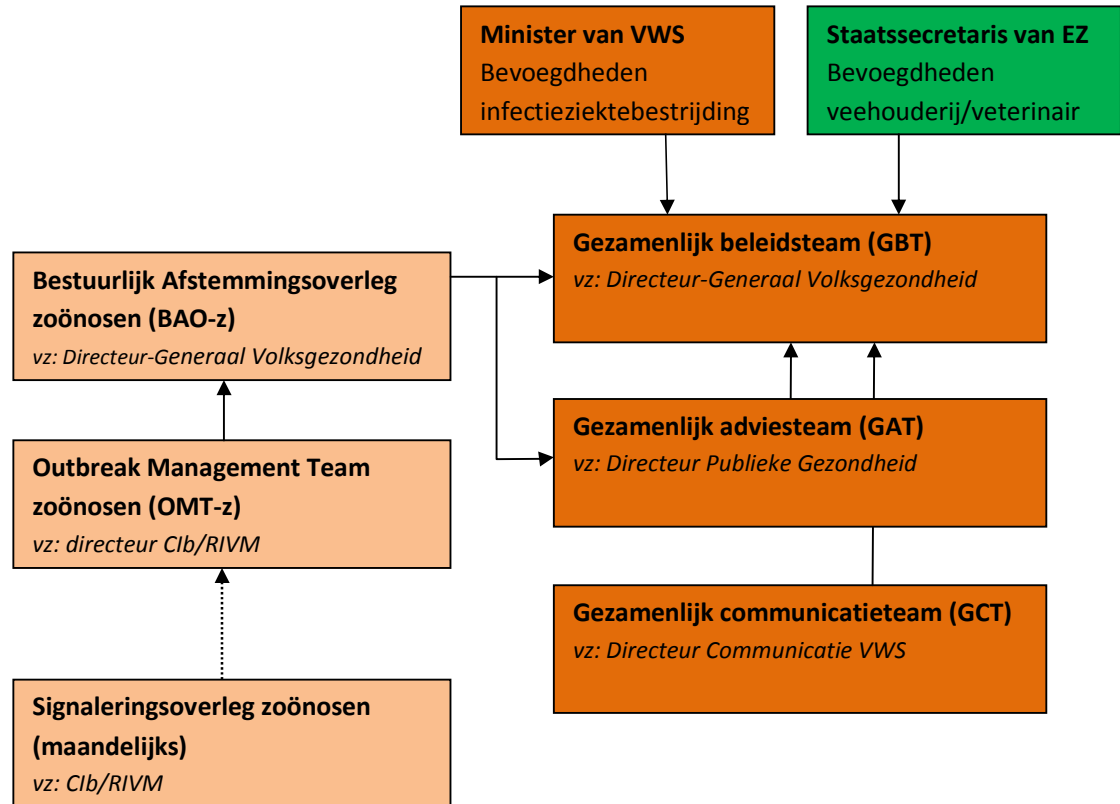 Minister van VWS
Bevoegdheden
infectieziektebestrijding
Staatssecretaris van EZ
Bevoegdheden
veehouderij/veterinair
Gezamenlijk beleidsteam (GBT)
vz: Directeur-Generaal Volksgezondheid
Bestuurlijk Afstemmingsoverleg
zoönosen (BAO-z)
vz: Directeur-Generaal Volksgezondheid
Gezamenlijk adviesteam (GAT)
vz: Directeur Publieke Gezondheid
Outbreak Management Team
zoönosen (OMT-z)
vz: directeur CIb/RIVM
Gezamenlijk communicatieteam (GCT)
vz: Directeur Communicatie VWS
Signaleringsoverleg zoönosen
(maandelijks)
vz: CIb/RIVM